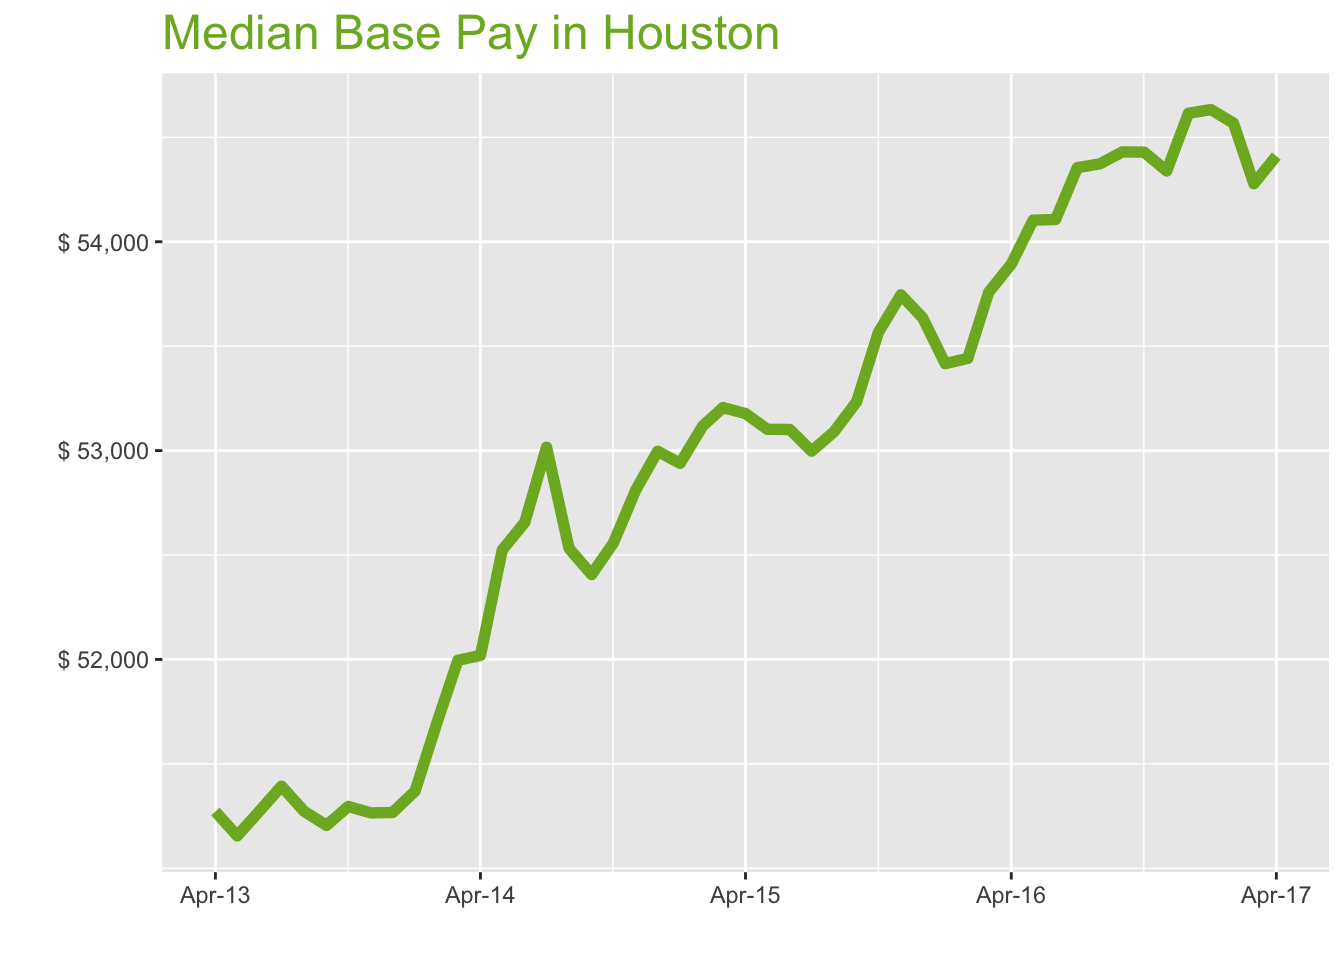 Median Base Pay in Houston
$ 54,000
$ 53,000
$ 52,000
Apr-13 Apr-14 Apr-15 Apr-16 Apr-17